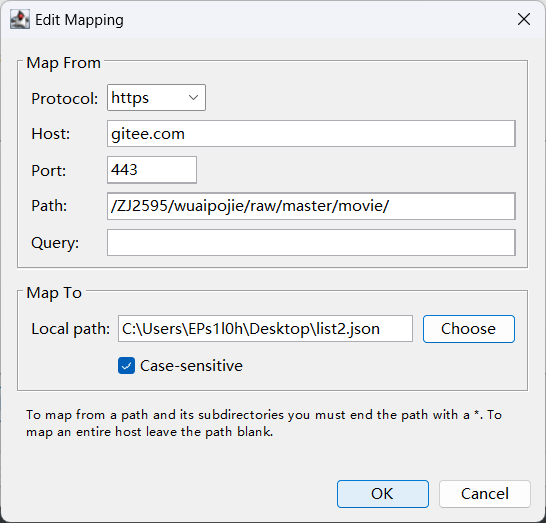 Edit Mapping
Map From
Protocol: https
Host: gitee.com
Port: 443
Path: /ZJ2595/wuaipojie/raw/master/movie/
Query:
Map To
Local path: C:\Users\EPs1l0h\Desktop\list2.json Choose
Case-sensitive
To map from a path and its subdirectories you must end the path with a *. To
map an entire host leave the path blank.
OK Cancel